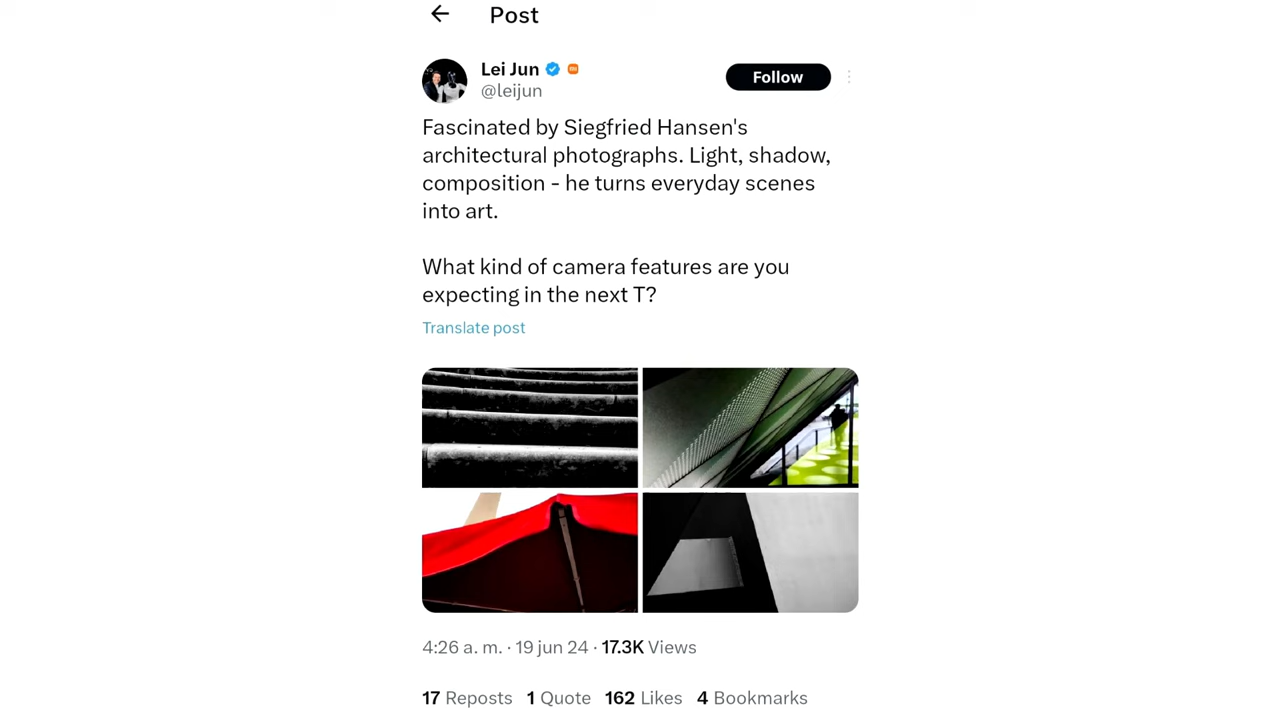 Post
Lei Jun
@leijun
Follow
Fascinated by Siegfried Hansen's
architectural photographs. Light, shadow,
composition - he turns everyday scenes
into art.
What kind of camera features are you
expecting in the next T?
Translate post
4:26 a. m. · 19 jun 24 · 17.3K Views
17 Reposts 1 Quote 162 Likes 4 Bookmarks